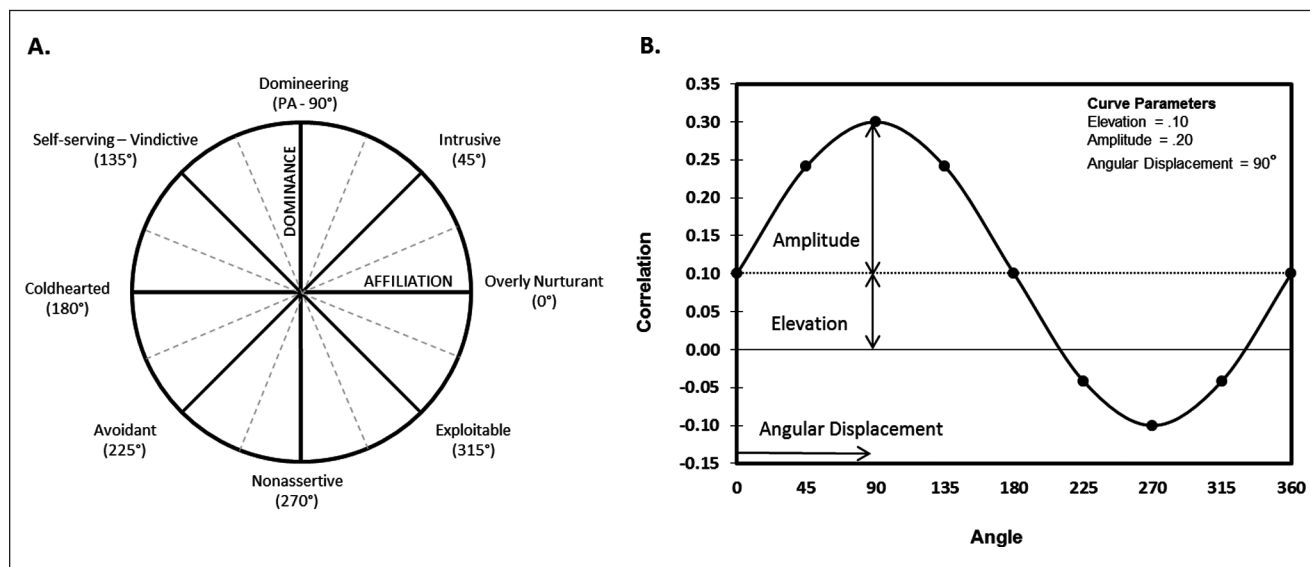 A.
Domineering
(PA - 90°)
Self-serving – Vindictive
(135°)
Intrusive
(45°)
DOMINANCE
AFFILIATION
Coldhearted
(180°)
Overly Nurturant
(0°)
Avoidant
(225°)
Exploitable
(315°)
Nonassertive
(270°)
B.
0.35
0.30
0.25
0.20
0.15
0.10
0.05
0.00
-0.05
-0.10
-0.15
Correlation
Curve Parameters
Elevation = .10
Amplitude = .20
Angular Displacement = 90°
Amplitude
Elevation
Angular Displacement
0 45 90 135 180 225 270 315 360
Angle